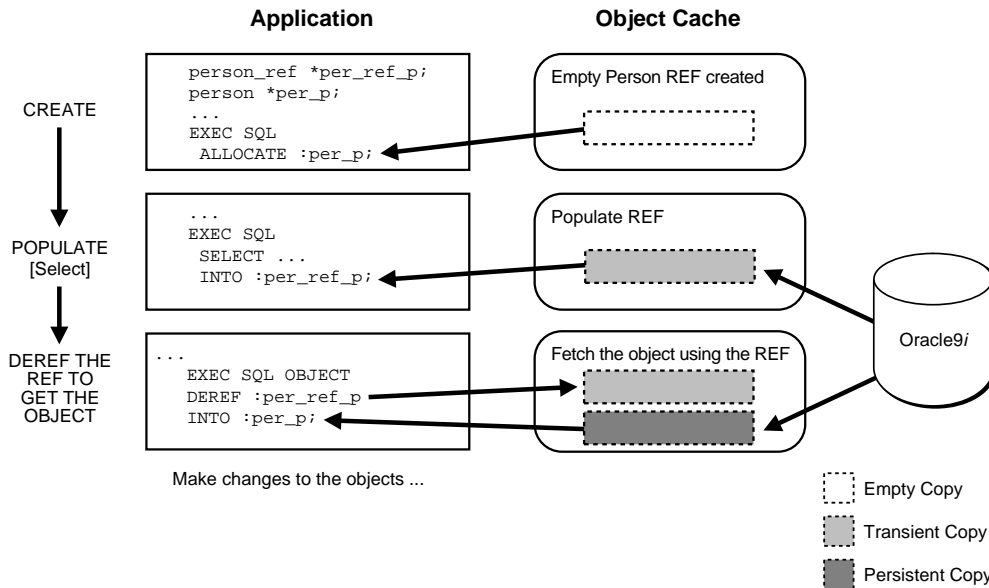 Application
Object Cache
CREATE
person_ref *per_ref_p;
person *per_p;
...
EXEC SQL
ALLOCATE :per_p;
Empty Person REF created
POPULATE
[Select]
...
EXEC SQL
SELECT ...
INTO :per_ref_p;
Populate REF
Oracle9i
DEREF THE
REF TO
GET THE
OBJECT
...
EXEC SQL OBJECT
DEREF :per_ref_p
INTO :per_p;
Fetch the object using the REF
Make changes to the objects ...
Empty Copy
Transient Copy
Persistent Copy